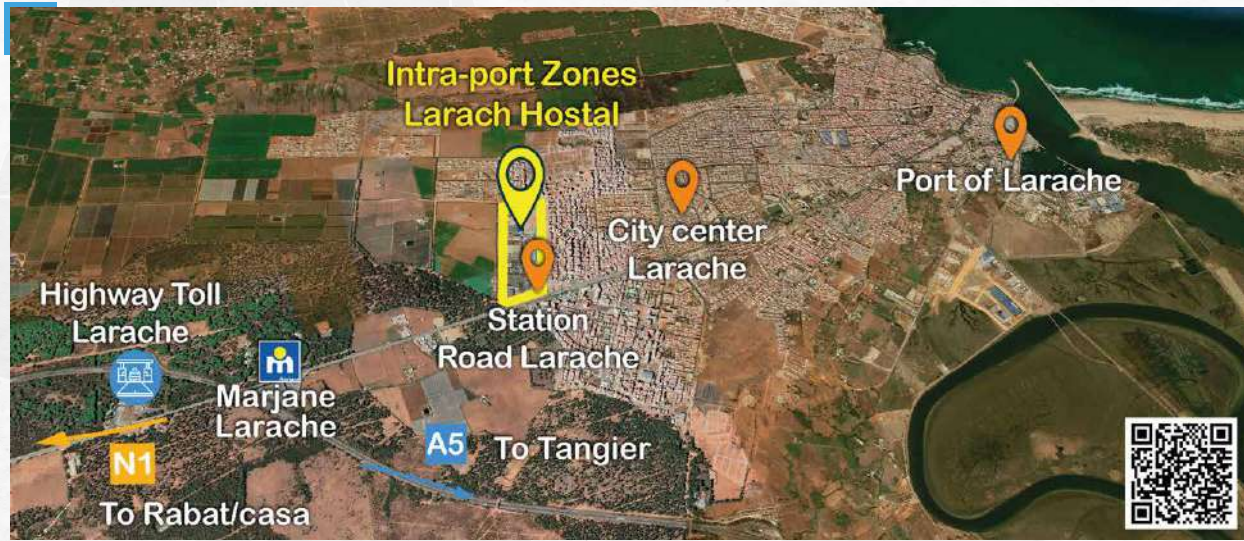 Intra-port Zones
Larach Hostal
Port of Larache
City center
Larache
Highway Toll
Larache
Station
Road Larache
m
Marjane
Larache
A5
To Tangier
N1
To Rabat/casa